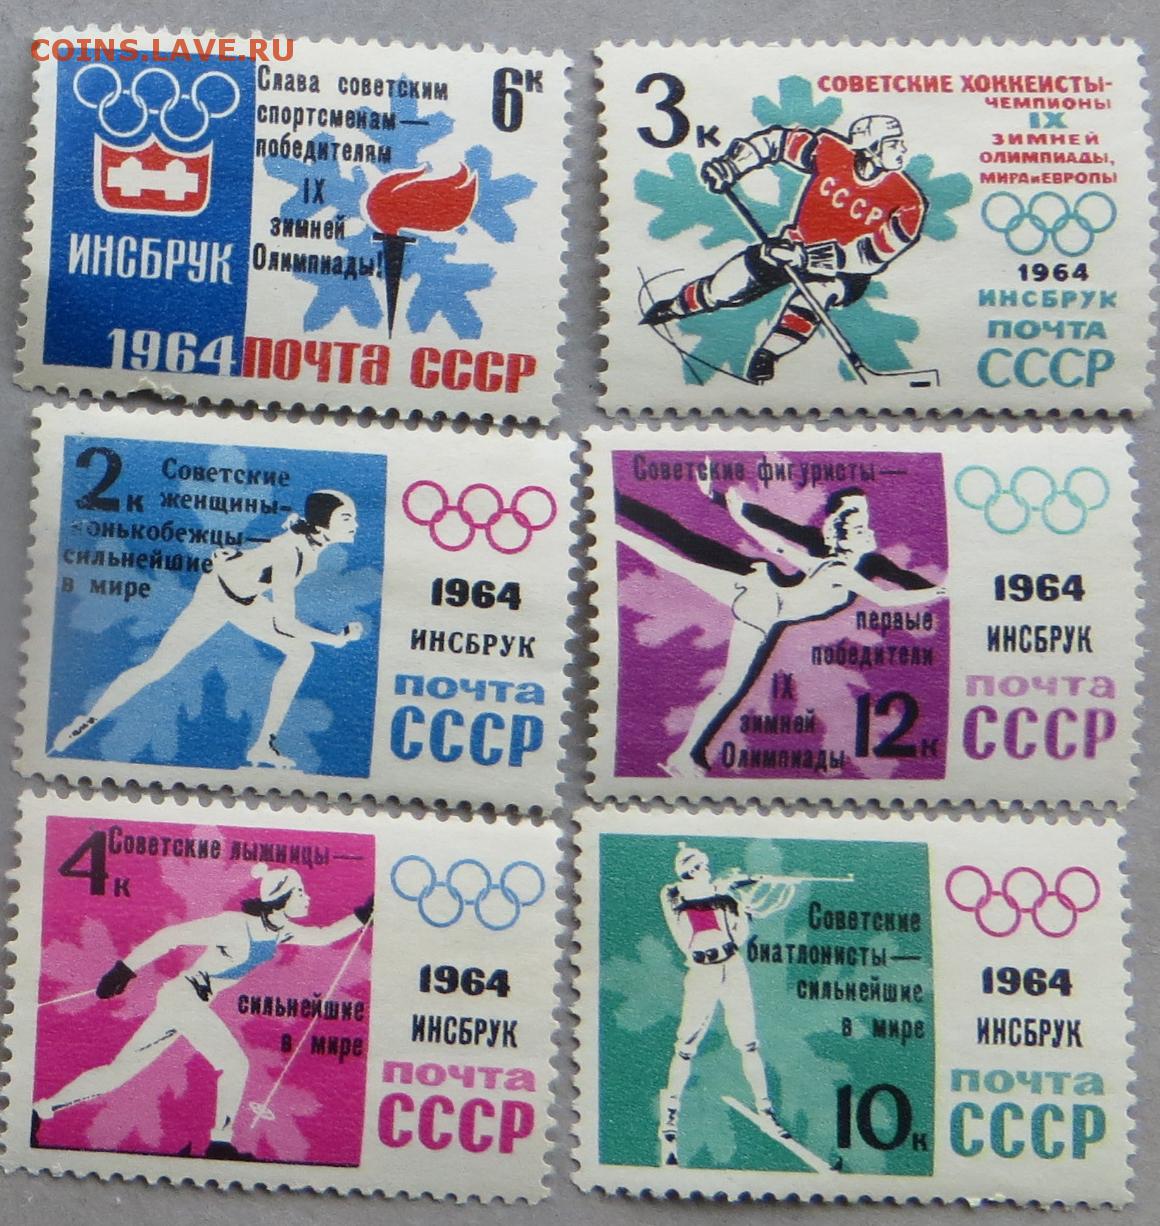 COINS.LAVE.RU
Слава советским
спортсменам—
победителям
IX
зимней
Олимпиады!
6к
ИНСБРУК
1964
ПОЧТА СССР
3к
СОВЕТСКИЕ ХОККЕИСТЫ-
ЧЕМПИОНЫ
IX
ЗИМНЕЙ
ОЛИМПИАДЫ,
МИРА и ЕВРОПЫ
СССР
1964
ИНСБРУК
ПОЧТА
СССР
2к
Советские
женщины-
конькобежцы—
сильнейшие
в мире
1964
ИНСБРУК
почта
СССР
Советские фигуристы—
первые
победители
IX
зимней
Олимпиады
12к
1964
ИНСБРУК
почта
СССР
4к
Советские лыжницы—
сильнейшие
в мире
1964
ИНСБРУК
почта
СССР
Советские
биатлонисты—
сильнейшие
в мире
10к
1964
ИНСБРУК
почта
СССР